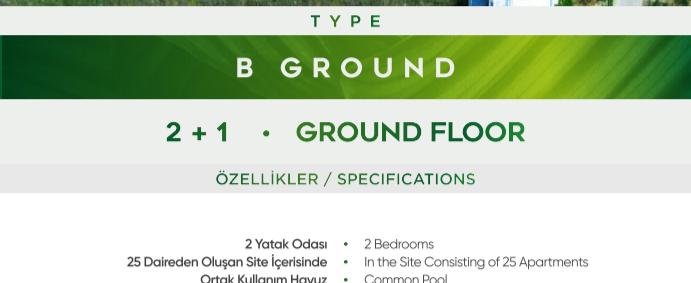 TYPE
B GROUND
2 + 1 • GROUND FLOOR
ÖZELLİKLER / SPECIFICATIONS
2 Yatak Odası • 2 Bedrooms
25 Daireden Oluşan Site İçerisinde • In the Site Consisting of 25 Apartments
Ortak Kullanım Havuz • Common Pool